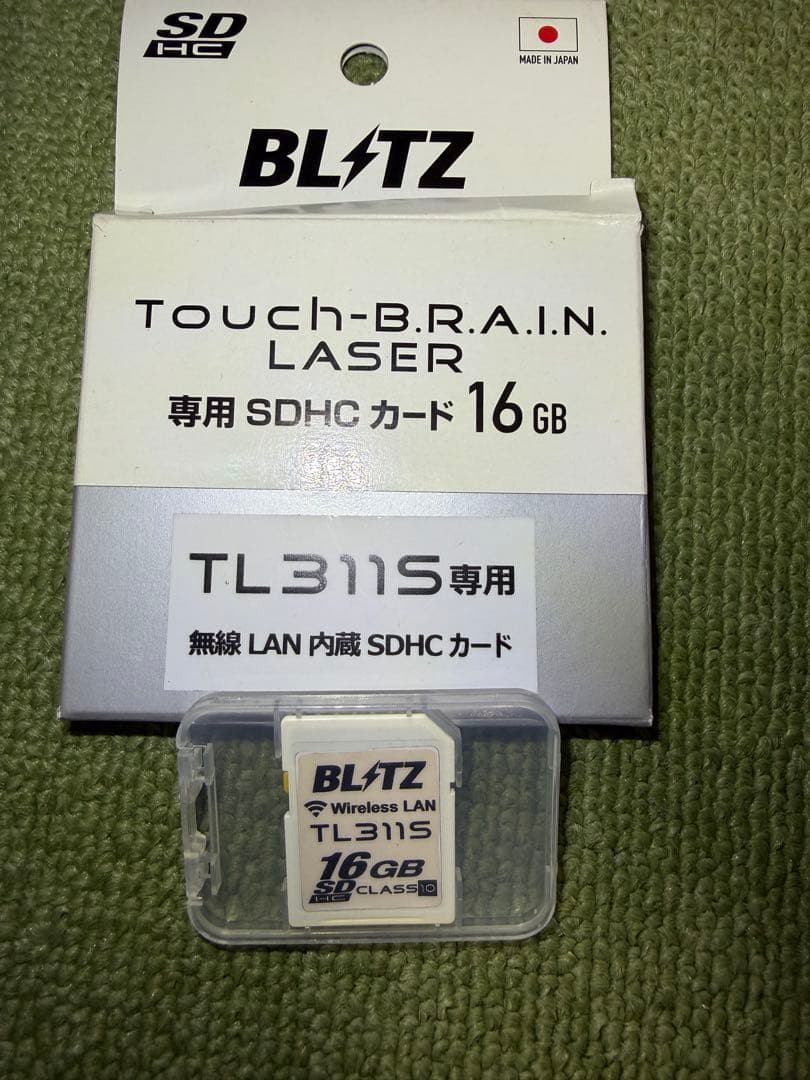 SD
HC
MADE IN JAPAN
BLITZ
Touch-B.R.A.I.N.
LASER
専用 SDHC カード 16 GB
TL311S専用
無線 LAN 内蔵 SDHC カード
BLITZ
Wireless LAN
TL311S
16GB
SD
HC CLASS10